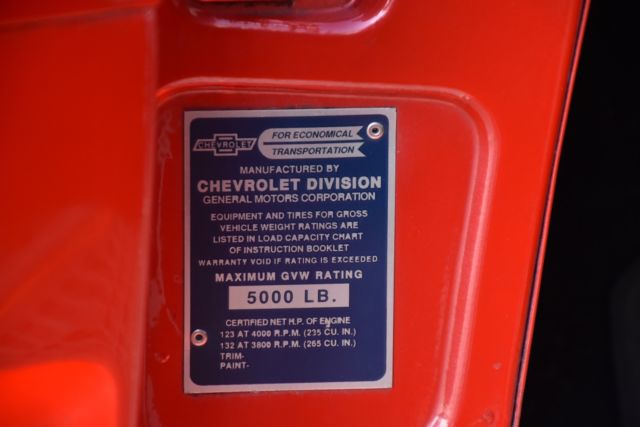 CHEVROLET
FOR ECONOMICAL
TRANSPORTATION
MANUFACTURED BY
CHEVROLET DIVISION
GENERAL MOTORS CORPORATION
EQUIPMENT AND TIRES FOR GROSS
VEHICLE WEIGHT RATINGS ARE
LISTED IN LOAD CAPACITY CHART
OF INSTRUCTION BOOKLET
WARRANTY VOID IF RATING IS EXCEEDED
MAXIMUM GVW RATING
5000 LB.
CERTIFIED NET H.P. OF ENGINE
123 AT 4000 R.P.M. (235 CU. IN.)
132 AT 3800 R.P.M. (265 CU. IN.)
TRIM-
PAINT-